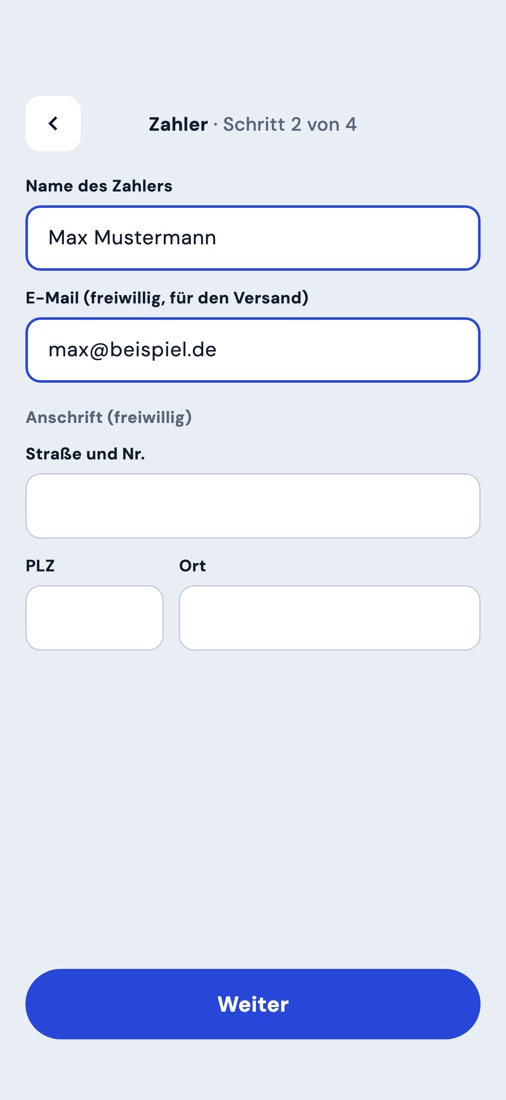 Zahler · Schritt 2 von 4
Name des Zahlers
Max Mustermann
E-Mail (freiwillig, für den Versand)
max@beispiel.de
Anschrift (freiwillig)
Straße und Nr.
PLZ Ort
Weiter